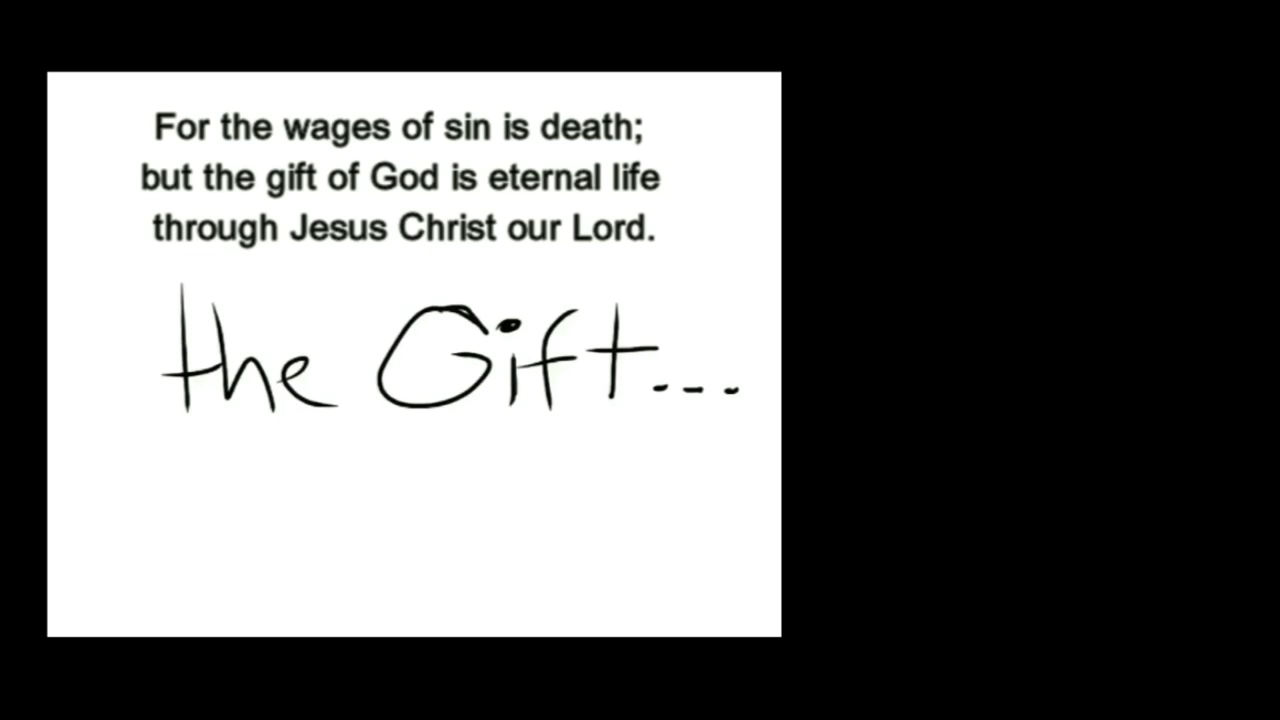 For the wages of sin is death;
but the gift of God is eternal life
through Jesus Christ our Lord.
the Gift...